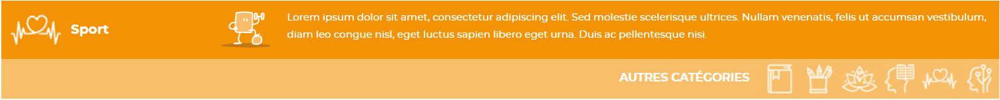 Sport
Lorem ipsum dolor sit amet, consectetur adipiscing elit. Sed molestie scelerisque ultrices. Nullam venenatis, felis ut accumsan vestibulum,
diam leo congue nisl, eget luctus sapien libero eget urna. Duis ac pellentesque nisi.
AUTRES CATÉGORIES